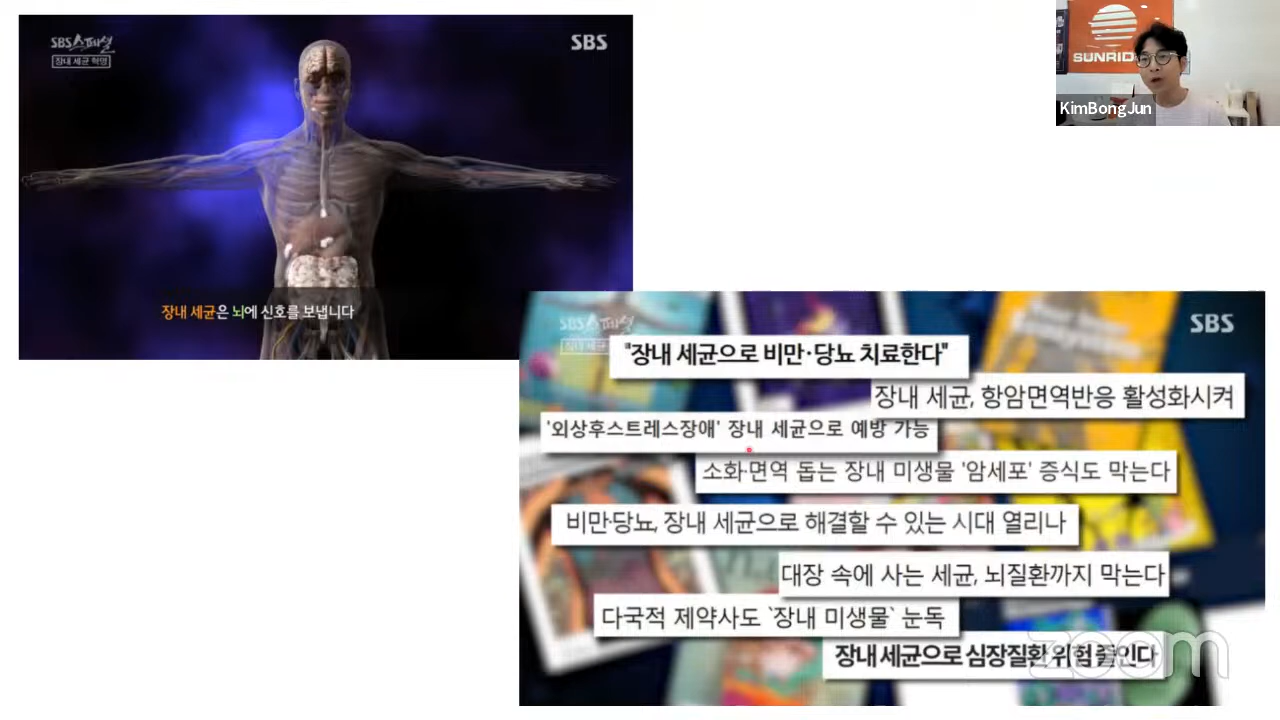 SBS스페셜
장내 세균 혁명
SBS
장내 세균은 뇌에 신호를 보냅니다
SUNRID
KimBongJun
SBS스페셜
장내 세균
SBS
"장내 세균으로 비만·당뇨 치료한다"
장내 세균, 항암면역반응 활성화시켜
'외상후스트레스장애' 장내 세균으로 예방 가능
소화·면역 돕는 장내 미생물 '암세포' 증식도 막는다
비만·당뇨, 장내 세균으로 해결할 수 있는 시대 열리나
대장 속에 사는 세균, 뇌질환까지 막는다
다국적 제약사도 `장내 미생물` 눈독
장내 세균으로 심장질환 위험 줄인다
zoom